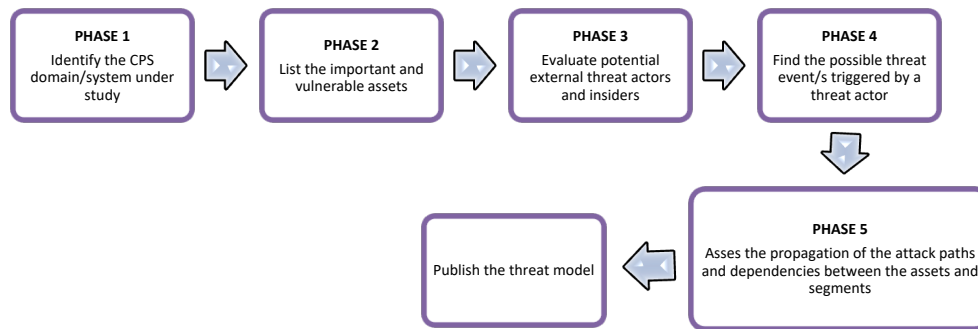 PHASE 1
Identify the CPS
domain/system under
study
PHASE 2
List the important and
vulnerable assets
PHASE 3
Evaluate potential
external threat actors
and insiders
PHASE 4
Find the possible threat
event/s triggered by a
threat actor
PHASE 5
Asses the propagation of the attack paths
and dependencies between the assets and
segments
Publish the threat model